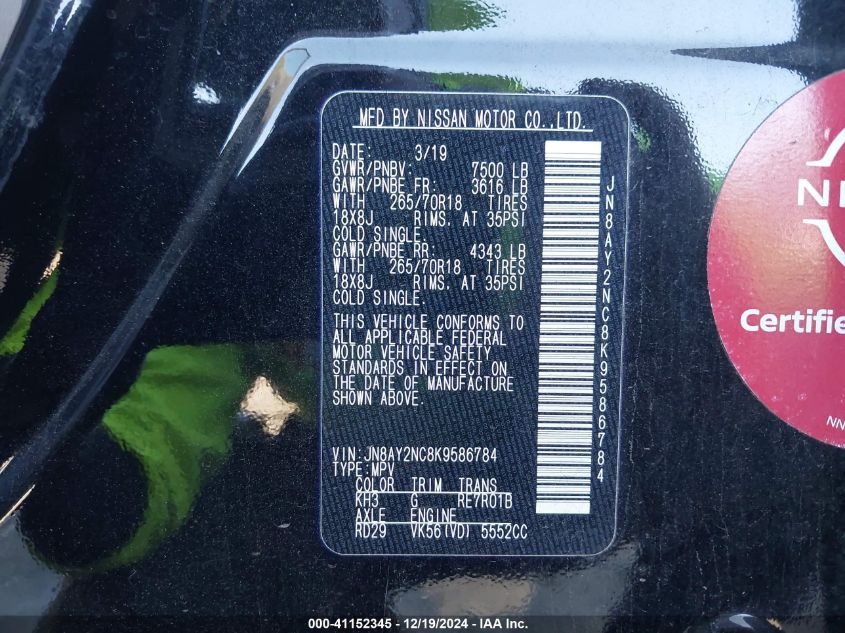 MFD BY NISSAN MOTOR CO.,LTD.
DATE: 3/19
GVWR/PNBV: 7500 LB
GAWR/PNBE FR: 3616 LB
WITH 265/70R18 TIRES
18X8J RIMS. AT 35PSI
COLD SINGLE.
GAWR/PNBE RR: 4343 LB
WITH 265/70R18 TIRES
18X8J RIMS. AT 35PSI
COLD SINGLE.
THIS VEHICLE CONFORMS TO
ALL APPLICABLE FEDERAL
MOTOR VEHICLE SAFETY
STANDARDS IN EFFECT ON
THE DATE OF MANUFACTURE
SHOWN ABOVE.
VIN:JN8AY2NC8K9586784
TYPE:MPV
COLOR TRIM TRANS
KH3 G RE7R01B
AXLE ENGINE
RD29 VK56(VD) 5552CC
JN8AY2NC8K9586784
NI
Certifie
NN
000-41152345 - 12/19/2024 - IAA Inc.